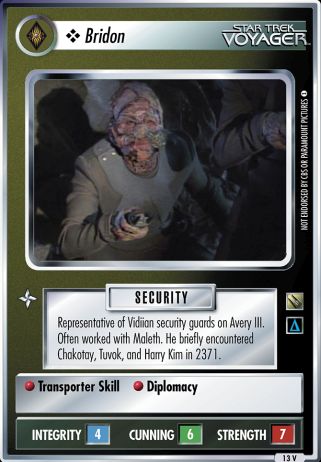 ❖ Bridon
STAR TREK
VOYAGER
NOT ENDORSED BY CBS OR PARAMOUNT PICTURES
SECURITY
Representative of Vidiian security guards on Avery III.
Often worked with Maleth. He briefly encountered
Chakotay, Tuvok, and Harry Kim in 2371.
Transporter Skill Diplomacy
INTEGRITY 4 CUNNING 6 STRENGTH 7
13 V